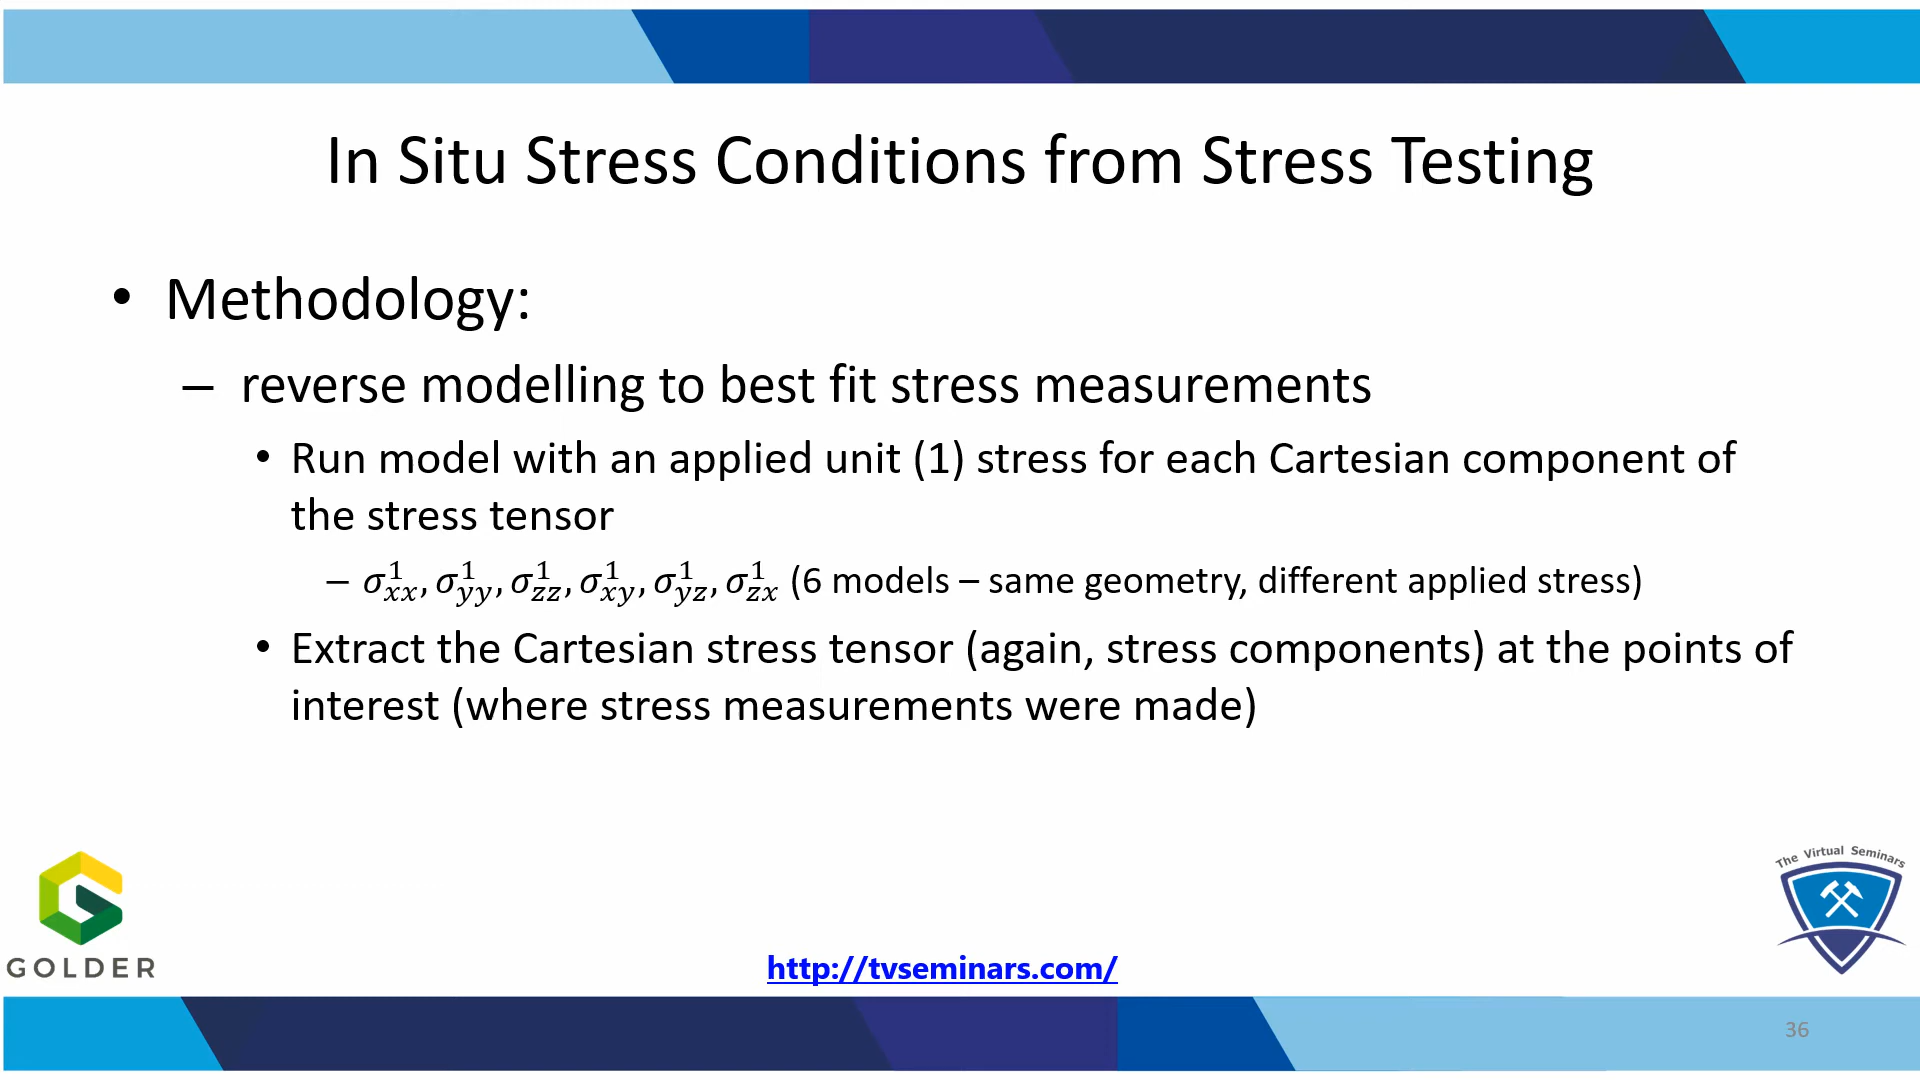 In Situ Stress Conditions from Stress Testing
• Methodology:
– reverse modelling to best fit stress measurements
• Run model with an applied unit (1) stress for each Cartesian component of
the stress tensor
– σ¹xx, σ¹yy, σ¹zz, σ¹xy, σ¹yz, σ¹zx (6 models – same geometry, different applied stress)
• Extract the Cartesian stress tensor (again, stress components) at the points of
interest (where stress measurements were made)
The Virtual Seminars
GOLDER
http://tvseminars.com/
36